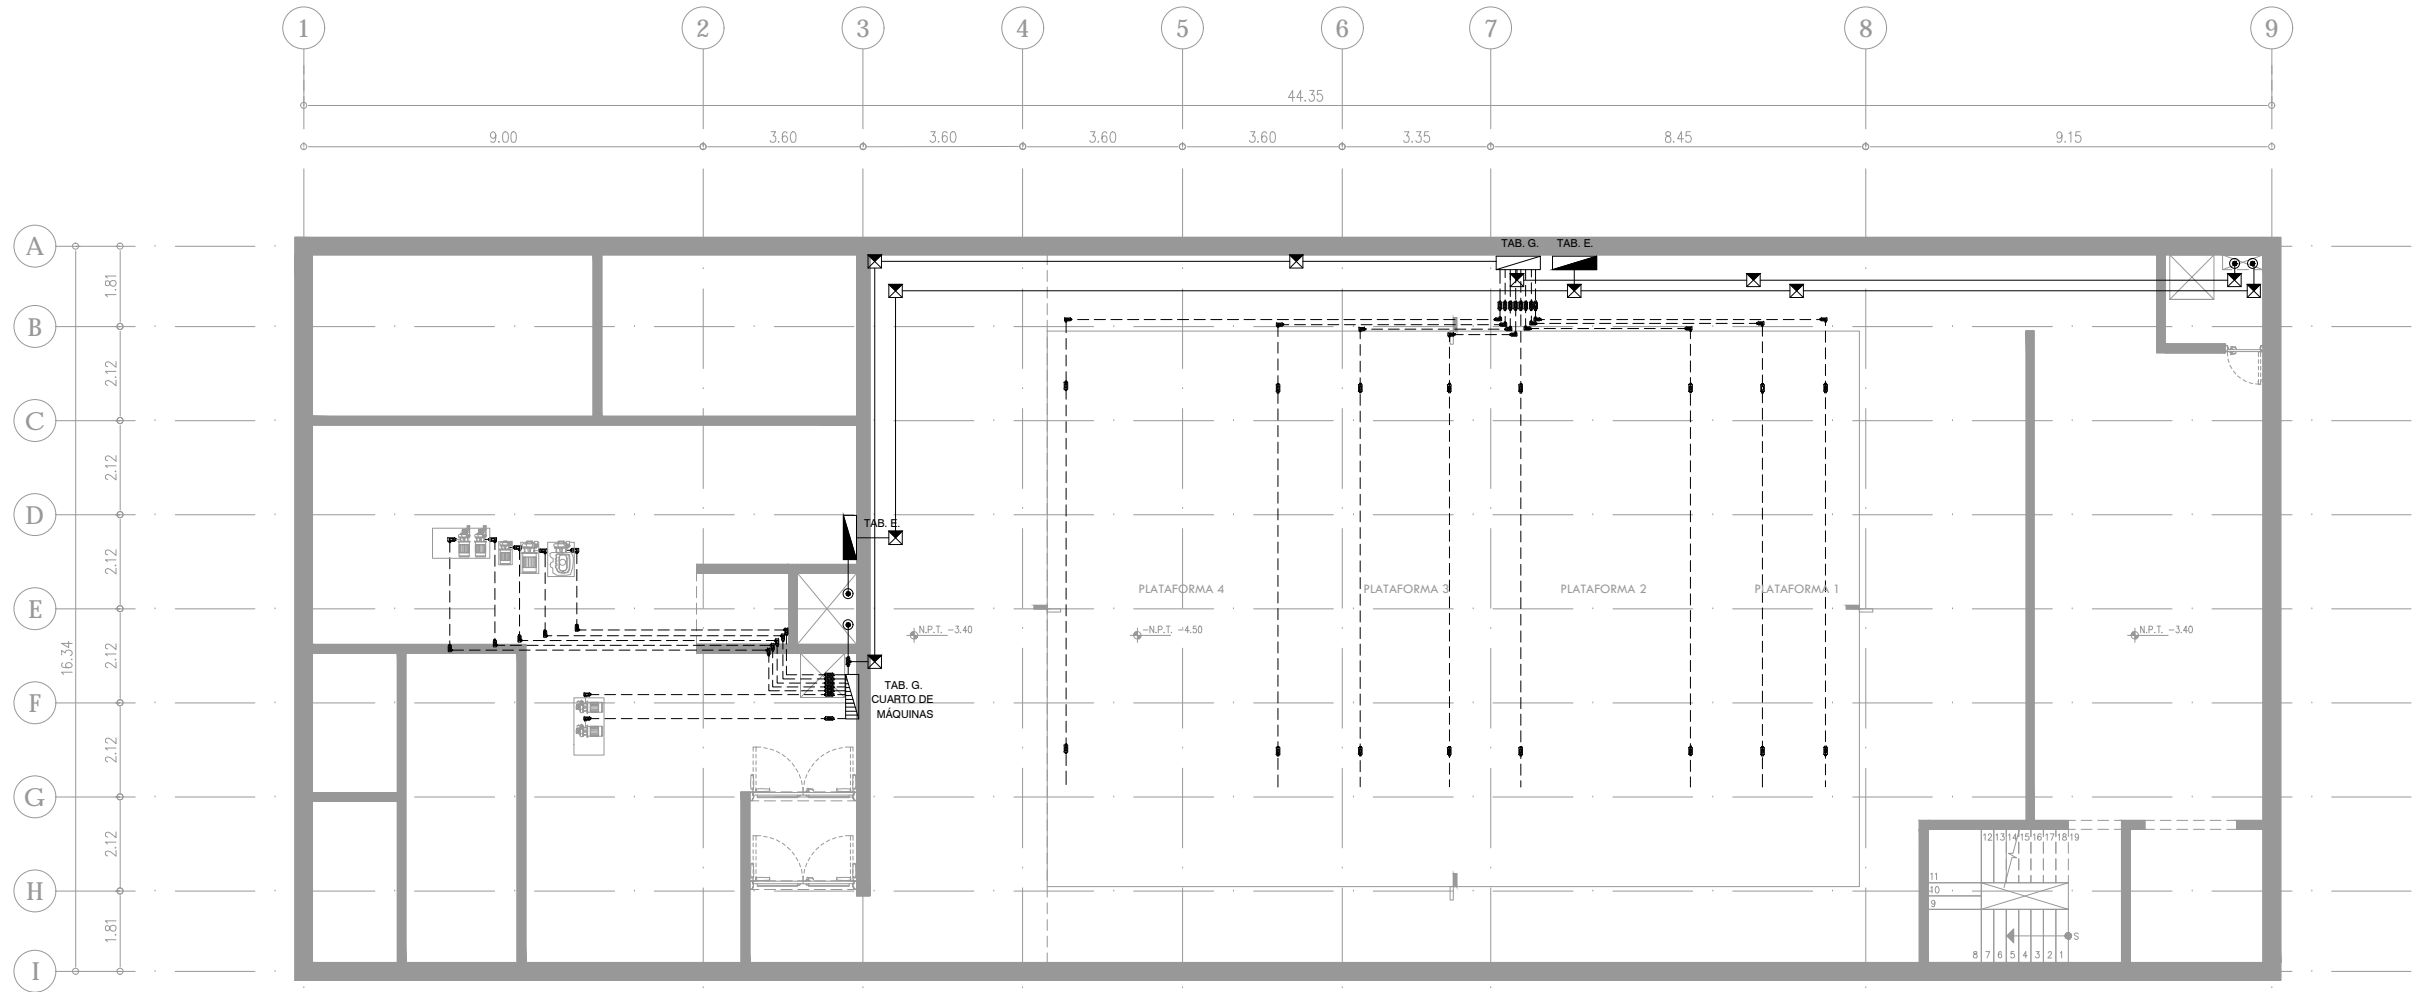 1 2 3 4 5 6 7 8 9
44.35
9.00 3.60 3.60 3.60 3.60 3.35 8.45 9.15
A
B
C
D
E
F
G
H
I
1.81
2.12
2.12
2.12
2.12
2.12
2.12
1.81
16.34
TAB. G. TAB. E.
TAB. E.
PLATAFORMA 4 PLATAFORMA 3 PLATAFORMA 2 PLATAFORMA 1
N.P.T. -3.40
N.P.T. -4.50
N.P.T. -3.40
TAB. G.
CUARTO DE
MÁQUINAS
12 13 14 15 16 17 18 19
11
10
9
S
8 7 6 5 4 3 2 1